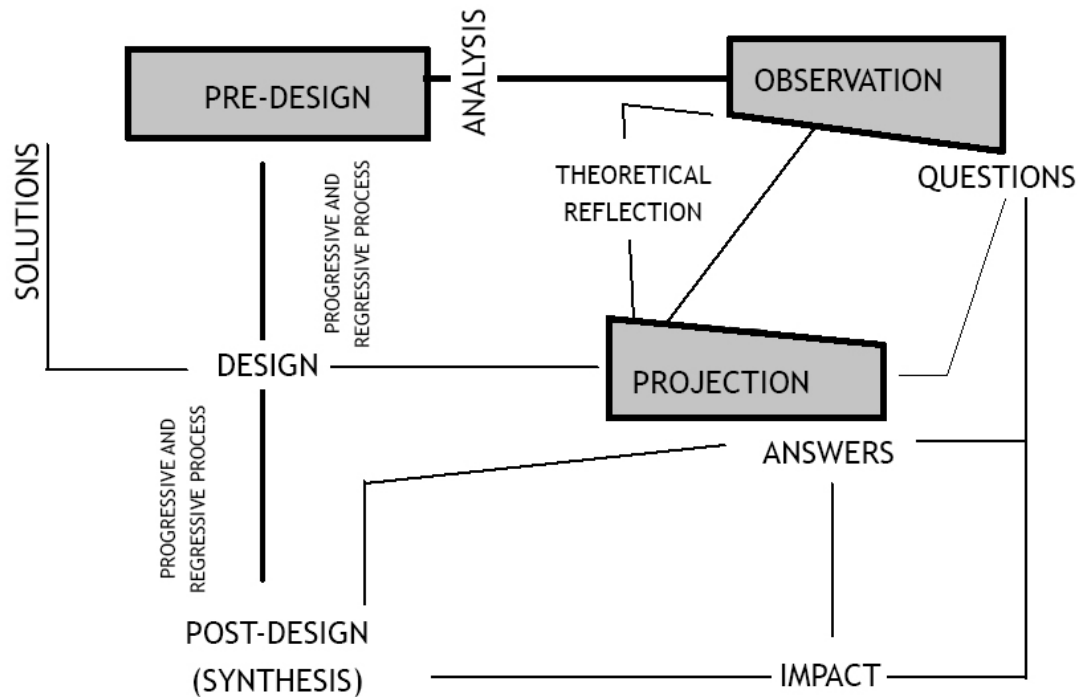 ANALYSIS
PRE-DESIGN
OBSERVATION
SOLUTIONS
PROGRESSIVE AND
REGRESSIVE PROCESS
THEORETICAL
REFLECTION
QUESTIONS
DESIGN
PROJECTION
PROGRESSIVE AND
REGRESSIVE PROCESS
ANSWERS
POST-DESIGN
(SYNTHESIS)
IMPACT